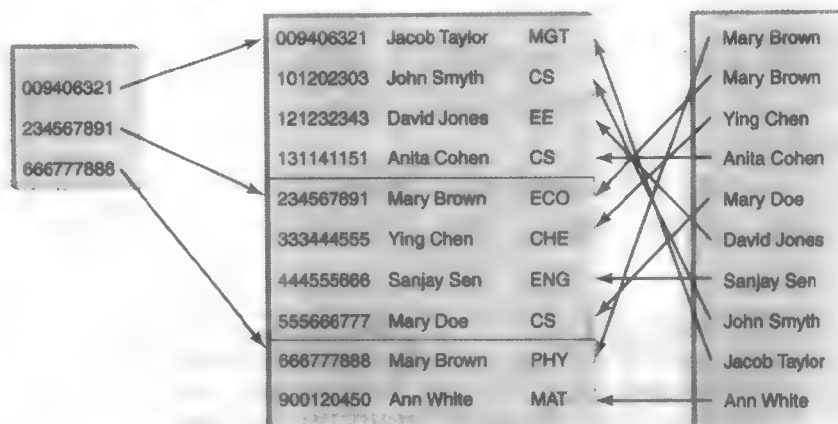 009406321
234567891
666777888
009406321 Jacob Taylor MGT
101202303 John Smyth CS
121232343 David Jones EE
131141151 Anita Cohen CS
234567891 Mary Brown ECO
333444555 Ying Chen CHE
444555666 Sanjay Sen ENG
555666777 Mary Doe CS
666777888 Mary Brown PHY
900120450 Ann White MAT
Mary Brown
Mary Brown
Ying Chen
Anita Cohen
Mary Doe
David Jones
Sanjay Sen
John Smyth
Jacob Taylor
Ann White